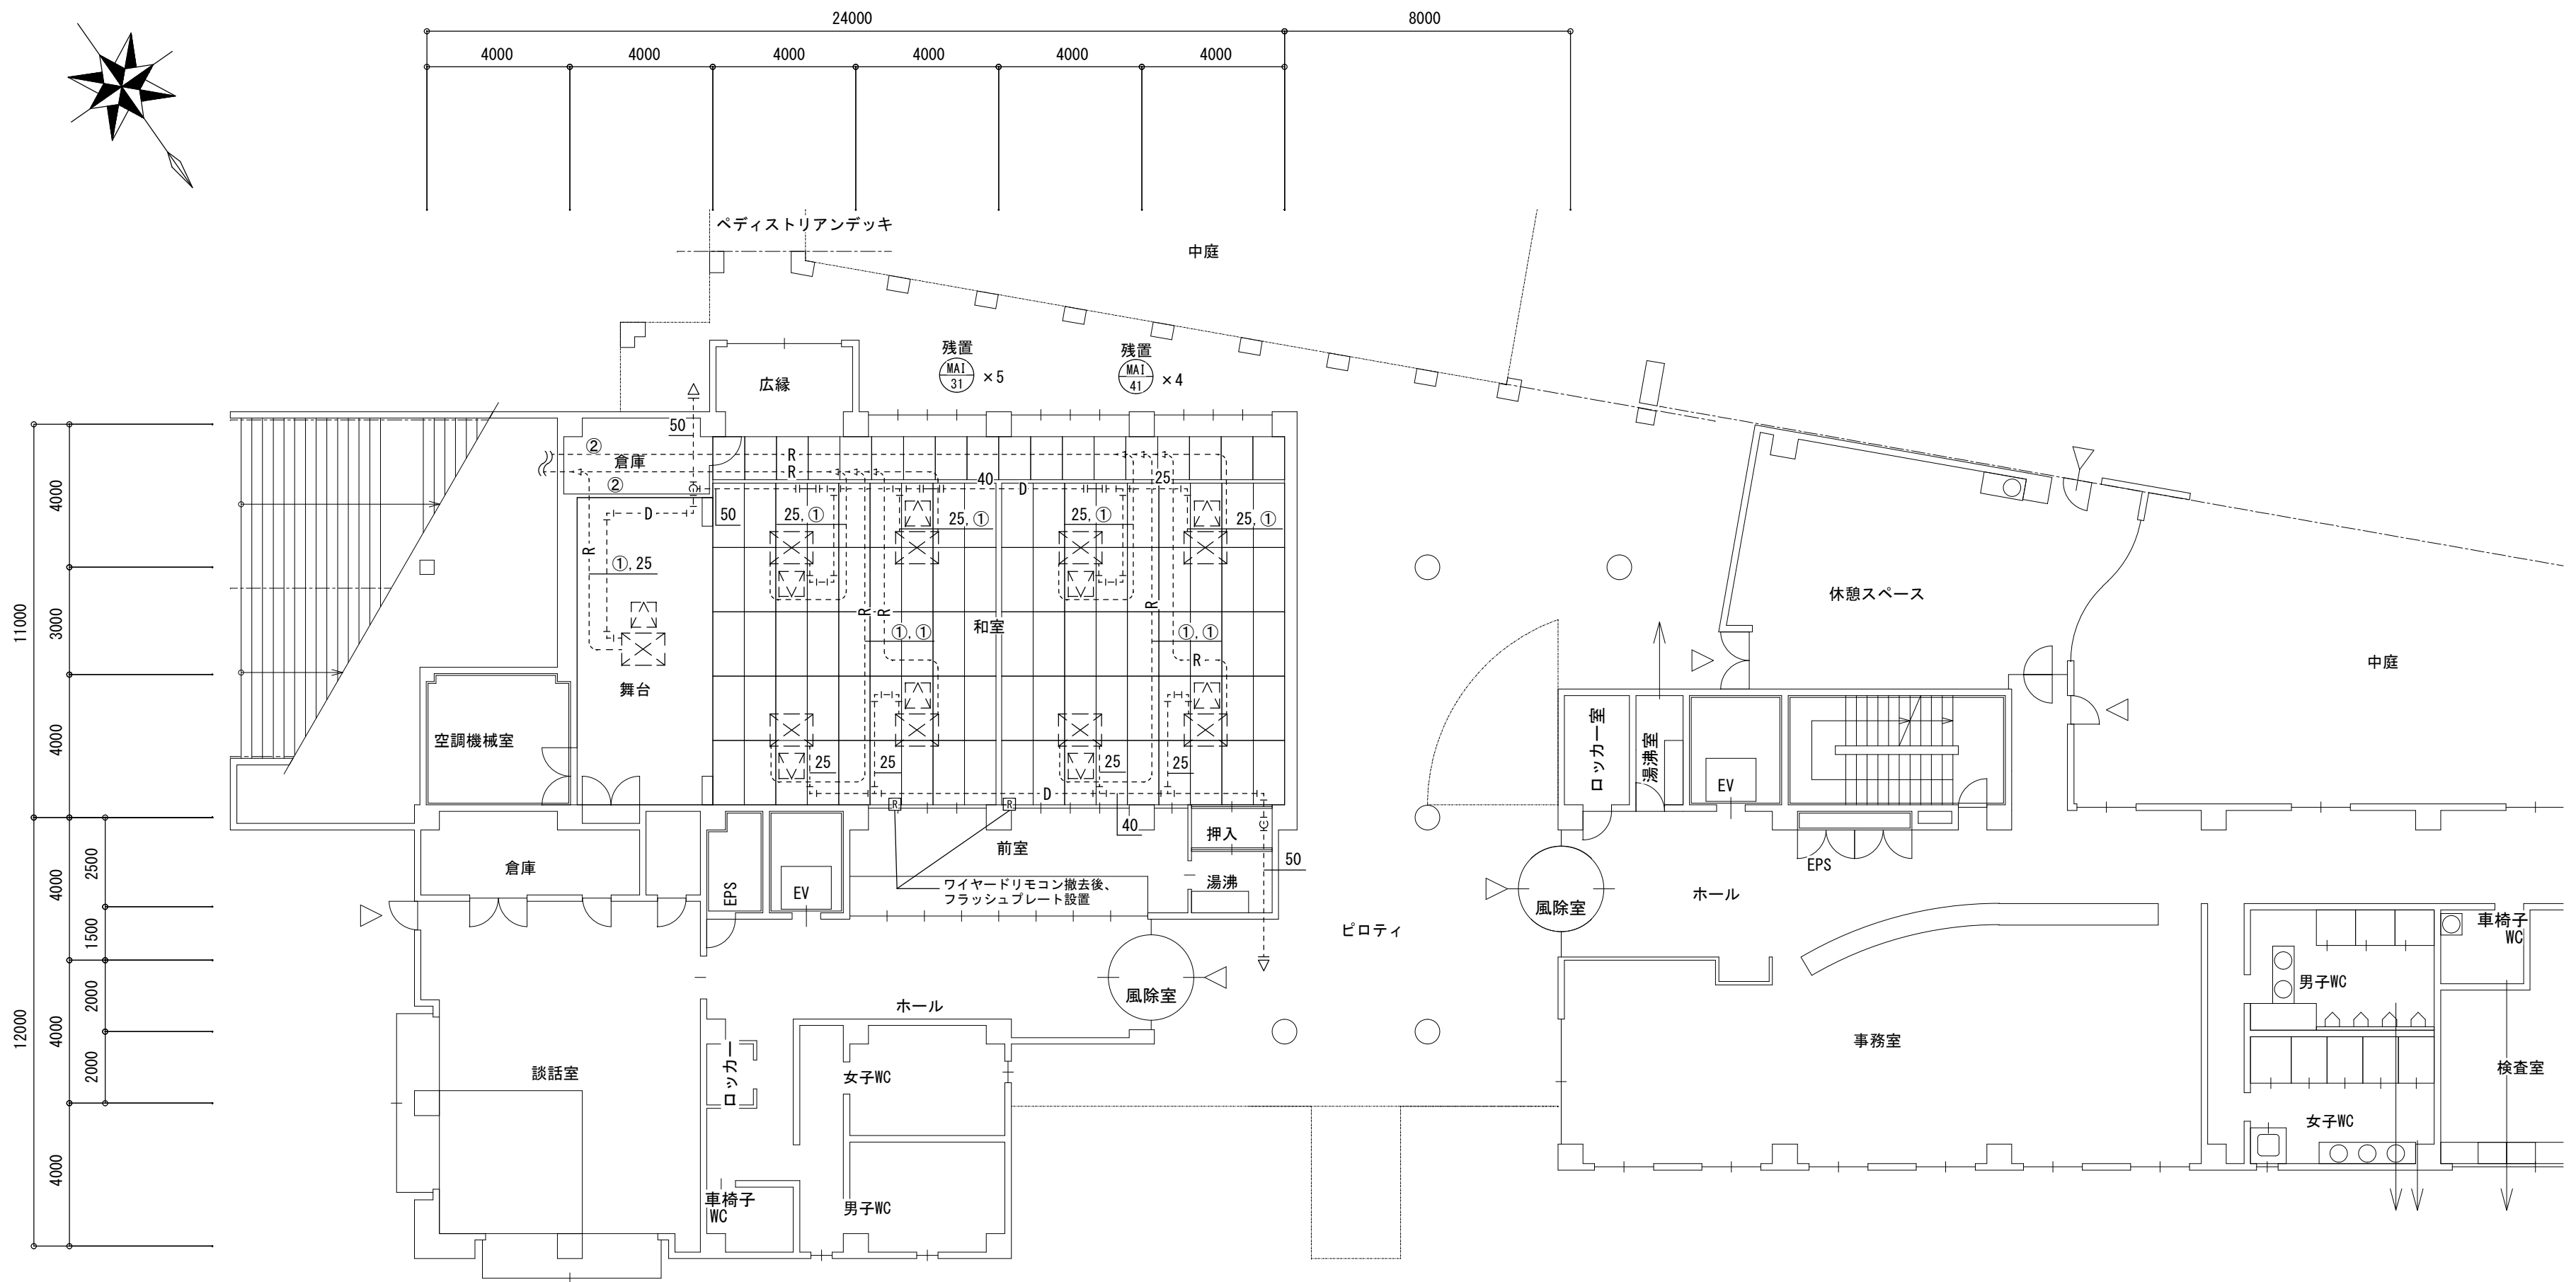 24000
8000
4000
4000
4000
4000
4000
4000
ペディストリアンデッキ
中庭
残置
MAI
31
×5
残置
MAI
41
×4
広縁
50
②
倉庫
②
R
R
40
D
25
D
50
25,①
25,①
25,①
25,①
R
①,25
R
R
R
和室
①,①
①,①
R
舞台
休憩スペース
中庭
11000
4000
3000
4000
空調機械室
25
25
25
25
D
R
R
40
ロッカー室
湯沸室
EV
EPS
押入
前室
50
湯沸
倉庫
EPS
EV
ワイヤードリモコン撤去後、
フラッシュプレート設置
風除室
ホール
ピロティ
車椅子
WC
男子WC
12000
4000
4000
4000
2500
1500
2000
2000
風除室
ホール
事務室
検査室
談話室
ロッカー
女子WC
女子WC
車椅子
WC
男子WC